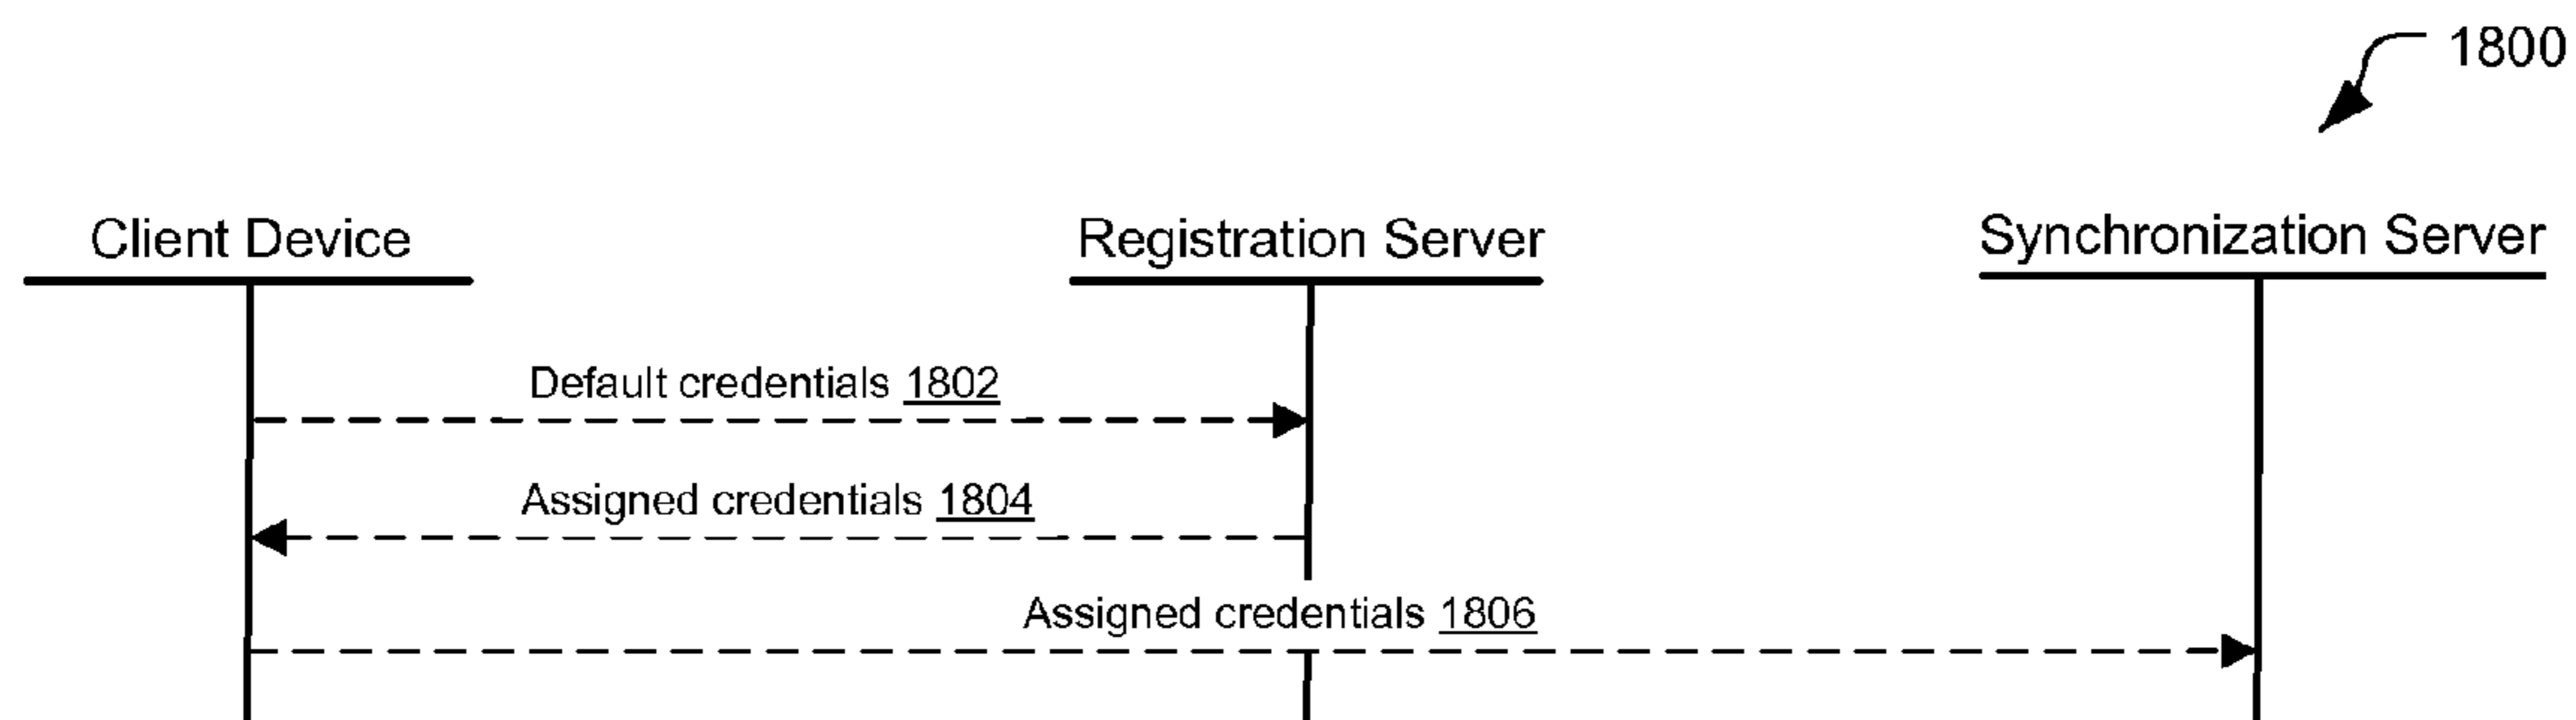 1800
Client Device
Registration Server
Synchronization Server
Default credentials 1802
Assigned credentials 1804
Assigned credentials 1806